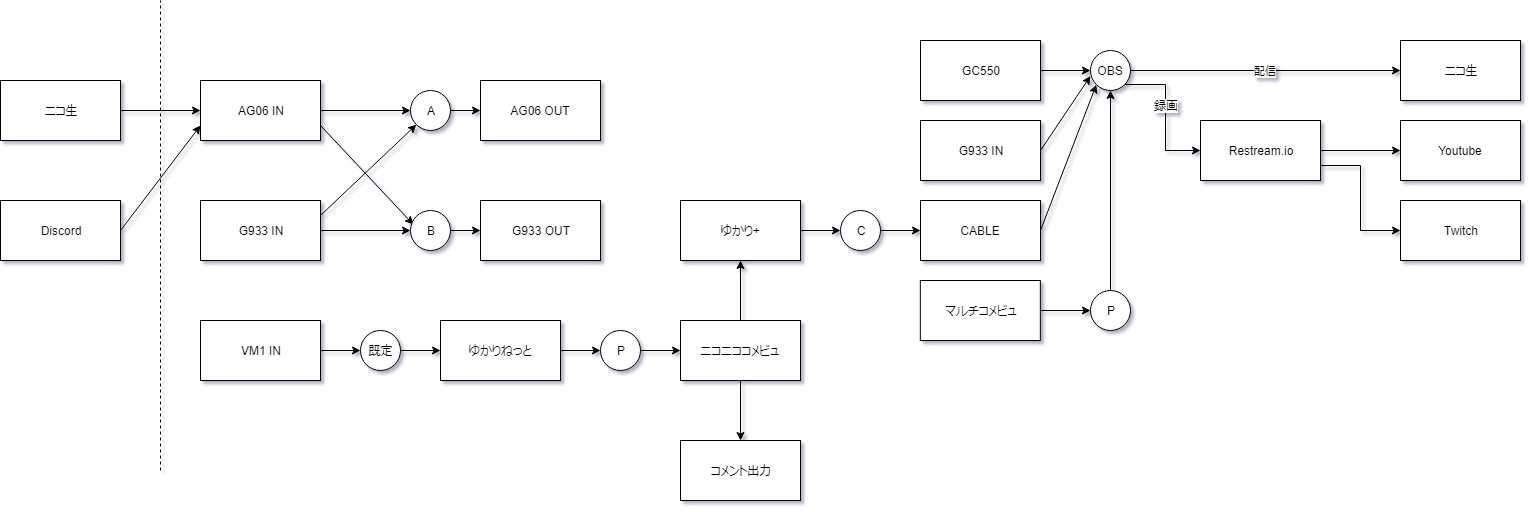 ニコ生
Discord
AG06 IN
A
AG06 OUT
G933 IN
B
G933 OUT
VM1 IN
既定
ゆかりねっと
P
ニコニココメビュ
ゆかり+
コメント出力
C
GC550
G933 IN
CABLE
マルチコメビュ
P
OBS
配信
録画
ニコ生
Restream.io
Youtube
Twitch